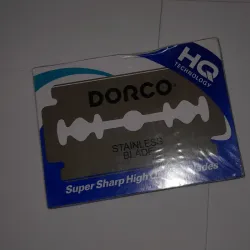 HQ
TECHNOLOGY
DORCO
STAINLESS
BLADE
Super Sharp High